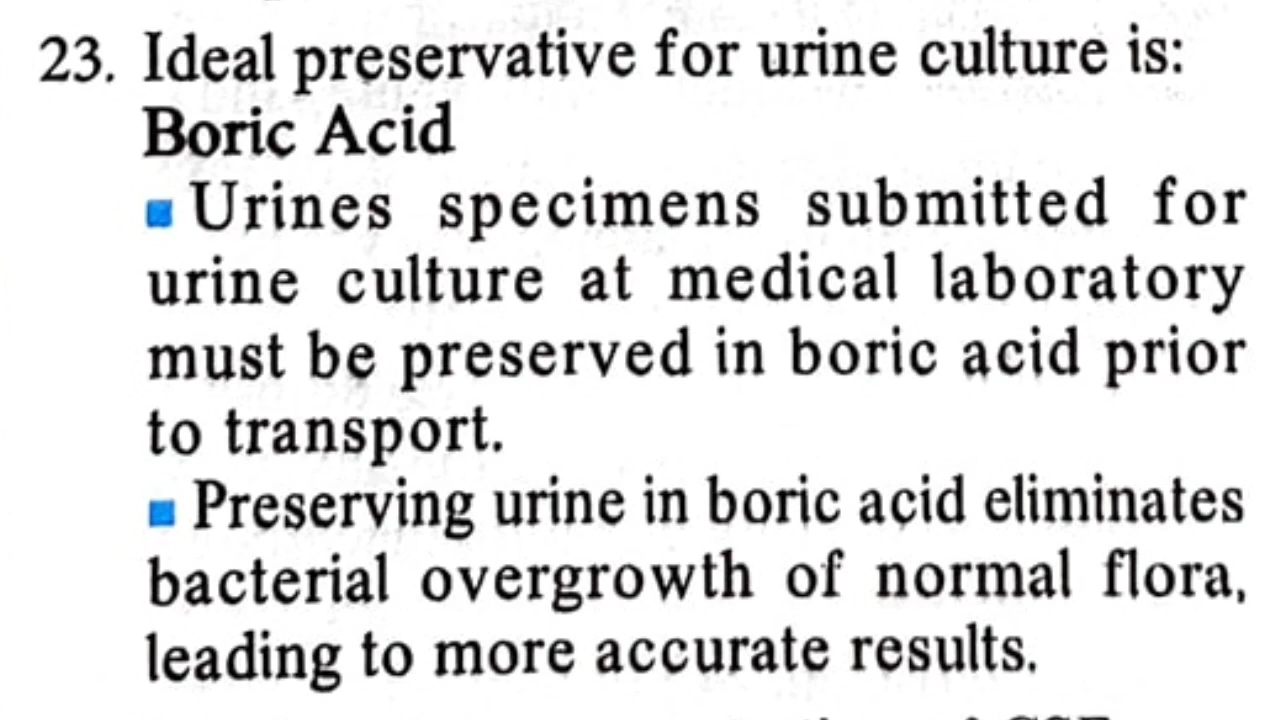 23. Ideal preservative for urine culture is:
Boric Acid
▪ Urines specimens submitted for
urine culture at medical laboratory
must be preserved in boric acid prior
to transport.
▪ Preserving urine in boric acid eliminates
bacterial overgrowth of normal flora,
leading to more accurate results.